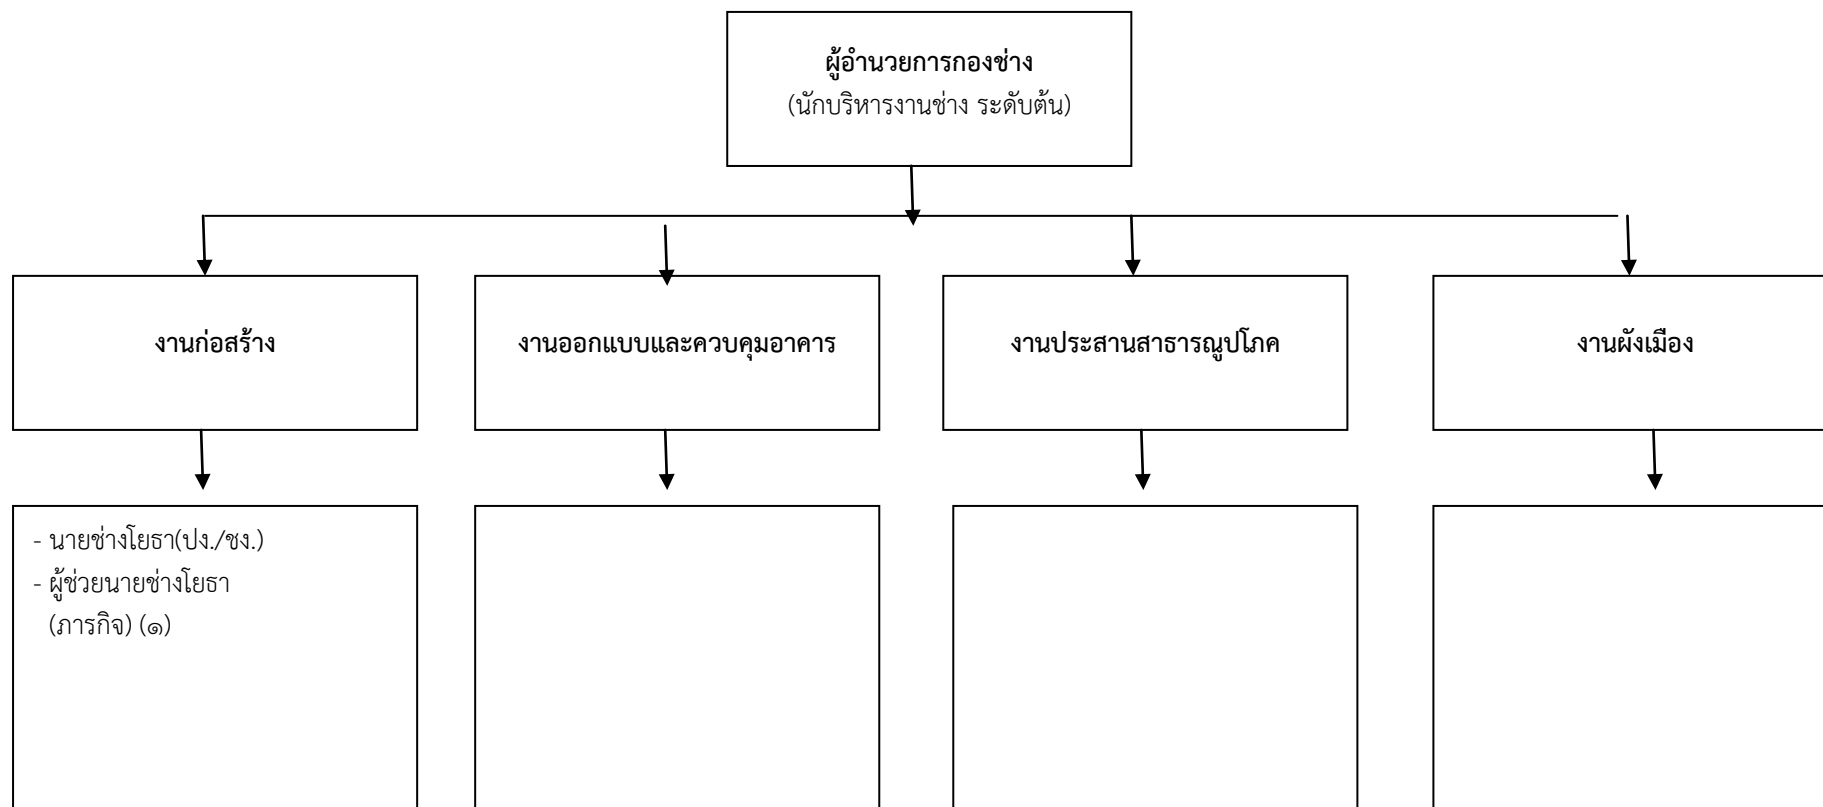 ผู้อำนวยการกองช่าง
(นักบริหารงานช่าง ระดับต้น)
งานก่อสร้าง
งานออกแบบและควบคุมอาคาร
งานประสานสาธารณูปโภค
งานผังเมือง
- นายช่างโยธา(ปง./ชง.)
- ผู้ช่วยนายช่างโยธา
(ภารกิจ) (๑)